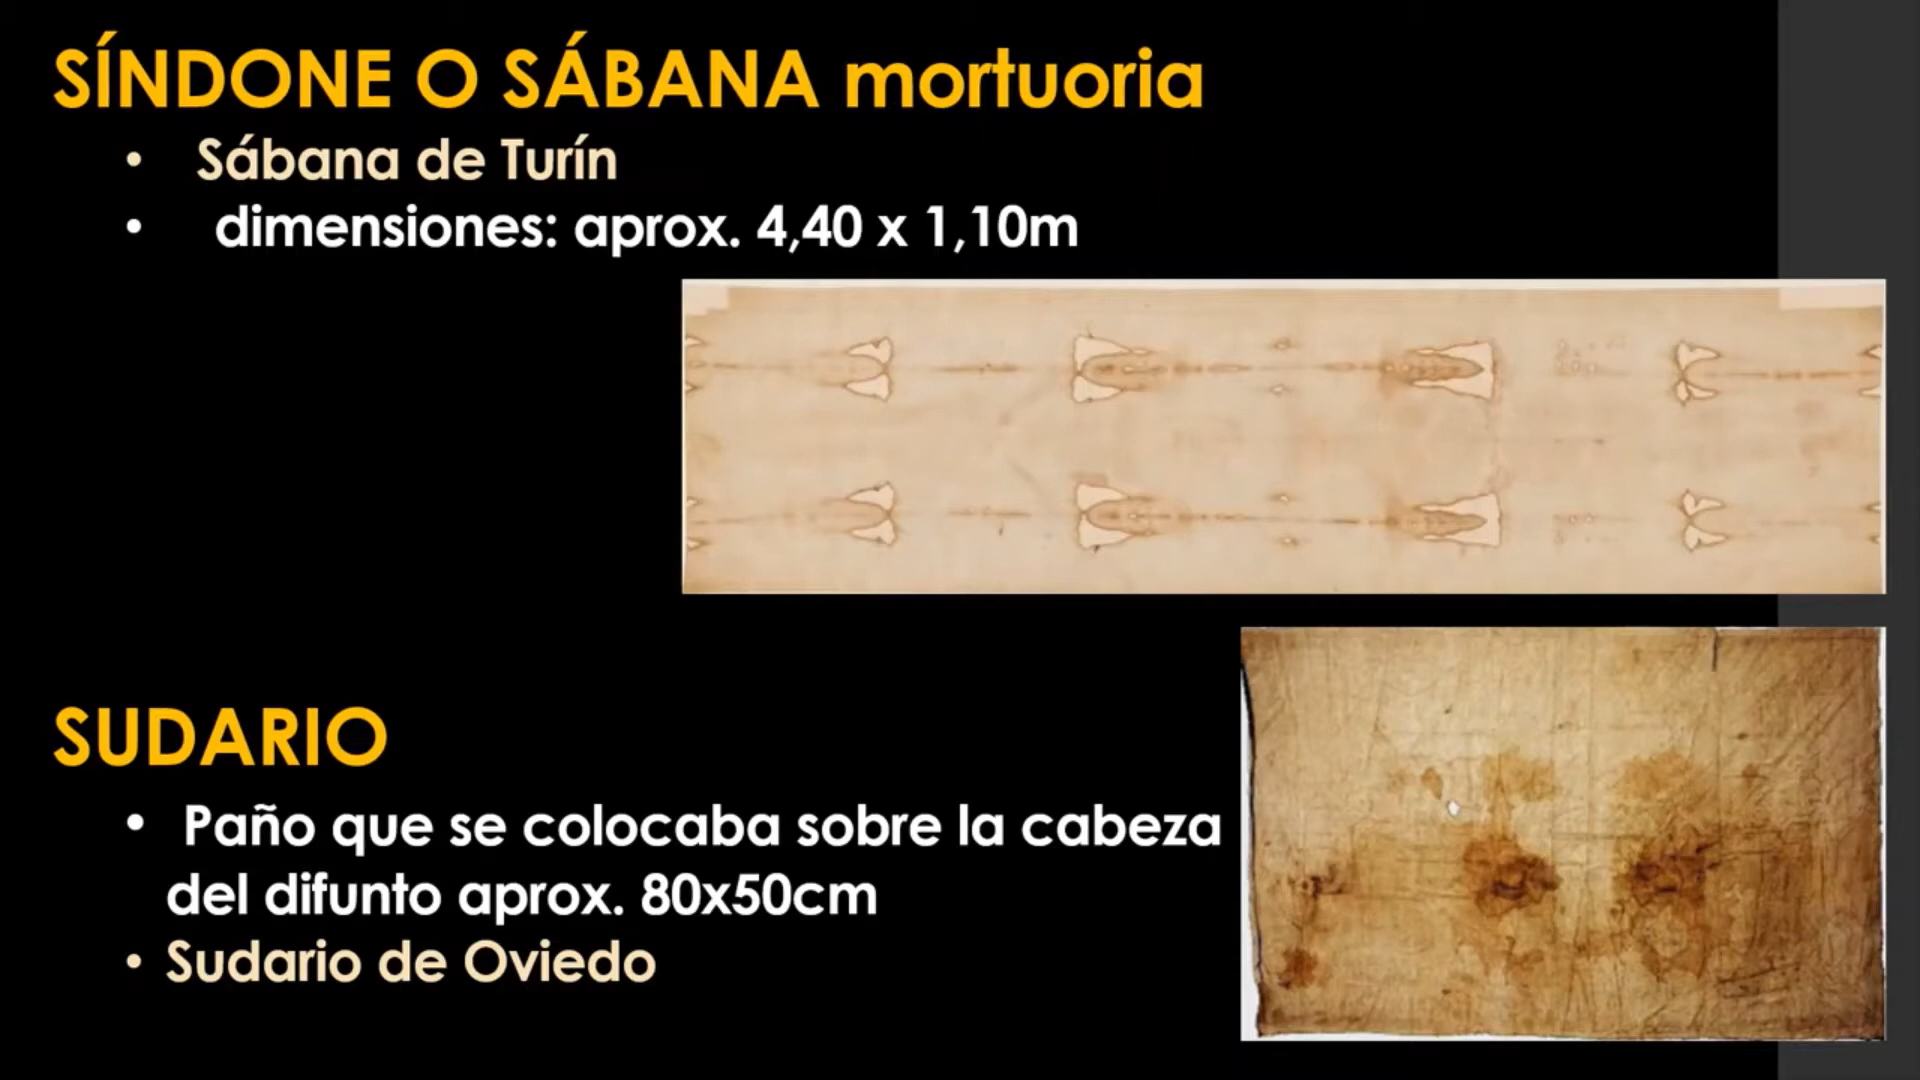 SÍNDONE O SÁBANA mortuoria
• Sábana de Turín
• dimensiones: aprox. 4,40 x 1,10m
SUDARIO
• Paño que se colocaba sobre la cabeza
del difunto aprox. 80x50cm
• Sudario de Oviedo